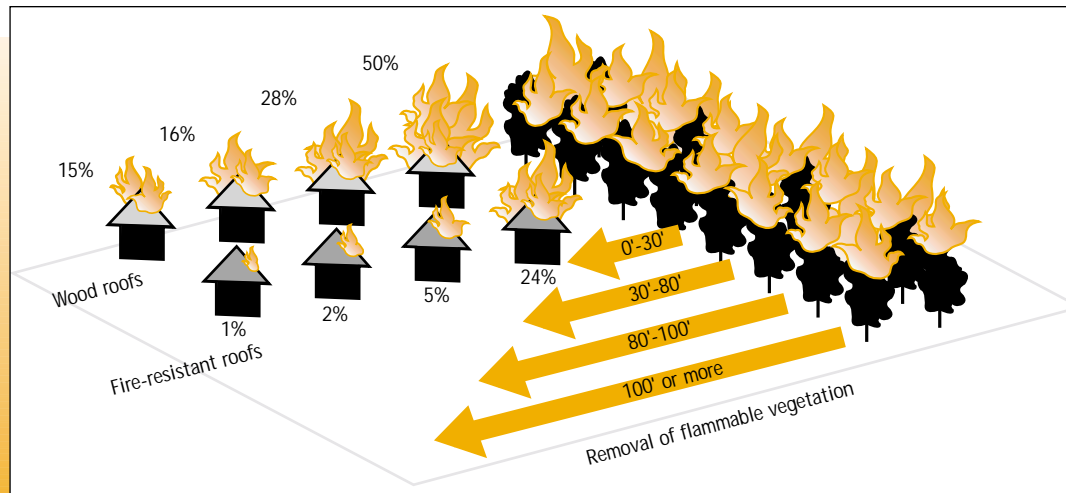 50%
28%
16%
15%
0'-30'
24%
30'-80'
5%
2%
1%
Wood roofs
80'-100'
Fire-resistant roofs
100' or more
Removal of flammable vegetation